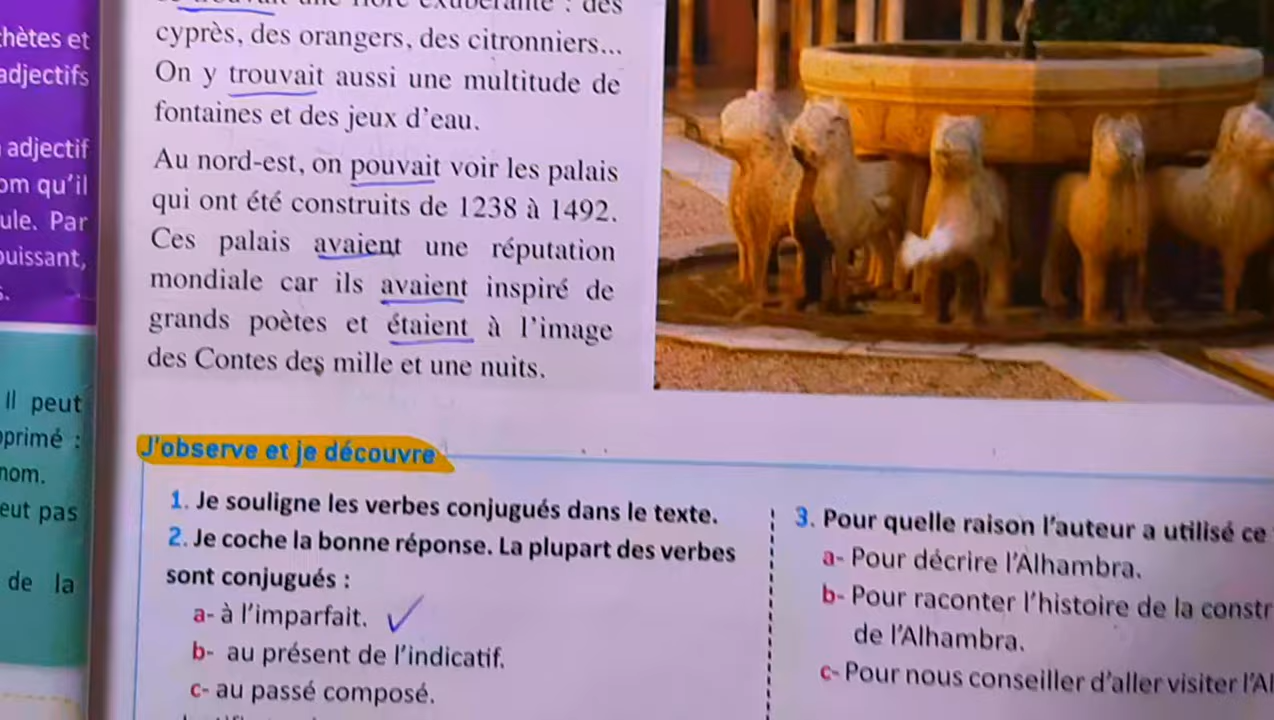 exubérante : des
cyprès, des orangers, des citronniers...
On y trouvait aussi une multitude de
fontaines et des jeux d'eau.
Au nord-est, on pouvait voir les palais
qui ont été construits de 1238 à 1492.
Ces palais avaient une réputation
mondiale car ils avaient inspiré de
grands poètes et étaient à l'image
des Contes des mille et une nuits.
hètes et
adjectifs
adjectif
om qu'il
ule. Par
ouissant,
s.
Il peut
primé :
nom.
eut pas
de la
J'observe et je découvre
1. Je souligne les verbes conjugués dans le texte.
2. Je coche la bonne réponse. La plupart des verbes
sont conjugués :
a- à l'imparfait. ✓
b- au présent de l'indicatif.
c- au passé composé.
3. Pour quelle raison l'auteur a utilisé ce
a- Pour décrire l'Alhambra.
b- Pour raconter l'histoire de la constr
de l'Alhambra.
c- Pour nous conseiller d'aller visiter l'Al